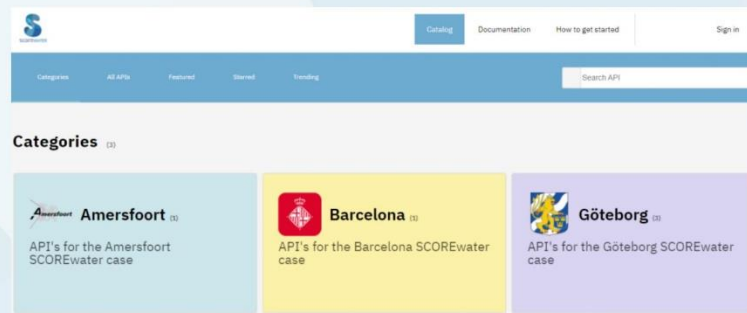 SCOREwater
Catalog Documentation How to get started Sign in
Categories All APIs Featured Starred Trending Search API
Categories (3)
Amersfoort Amersfoort (1)
API's for the Amersfoort
SCOREwater case
Barcelona (1)
API's for the Barcelona SCOREwater
case
Göteborg (3)
API's for the Göteborg SCOREwater
case